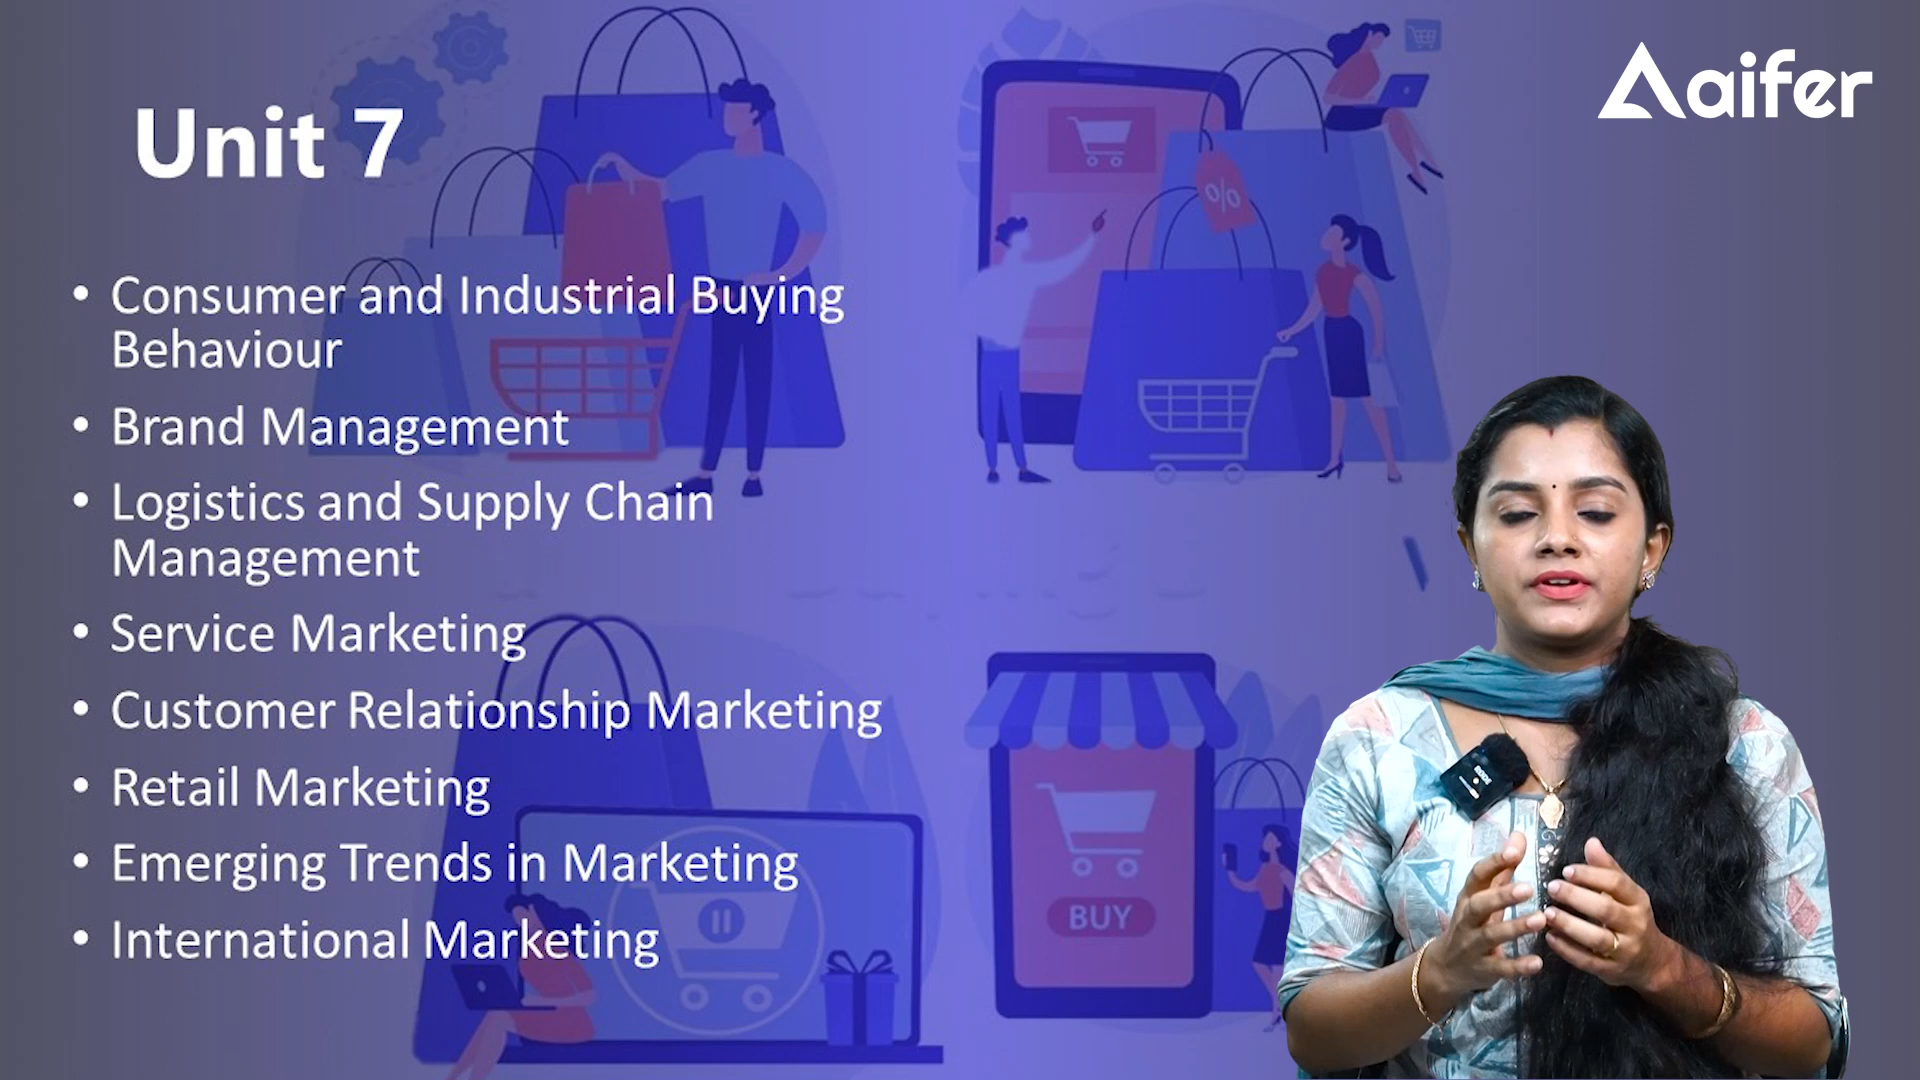 Aaifer
Unit 7
• Consumer and Industrial Buying
Behaviour
• Brand Management
• Logistics and Supply Chain
Management
• Service Marketing
• Customer Relationship Marketing
• Retail Marketing
• Emerging Trends in Marketing
• International Marketing
%
BUY
RODE